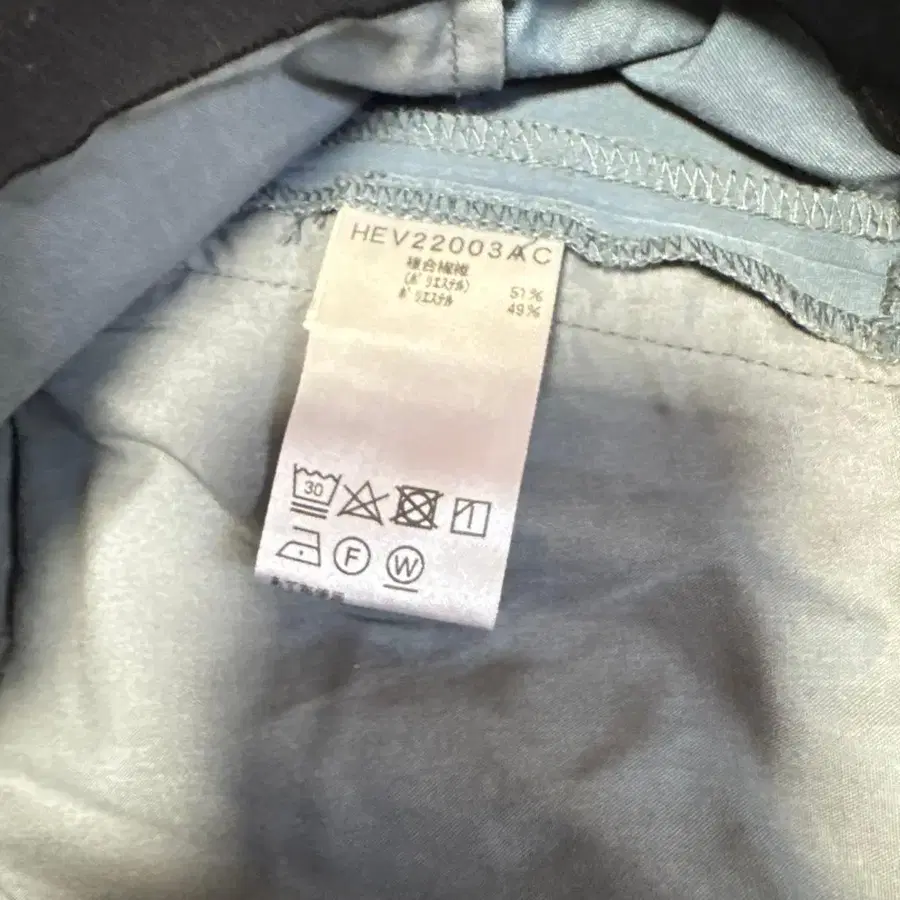 HEV22003AC
複合繊維
(ﾎﾟﾘｴｽﾃﾙ) 51%
ﾎﾟﾘｴｽﾃﾙ 49%
30
F W